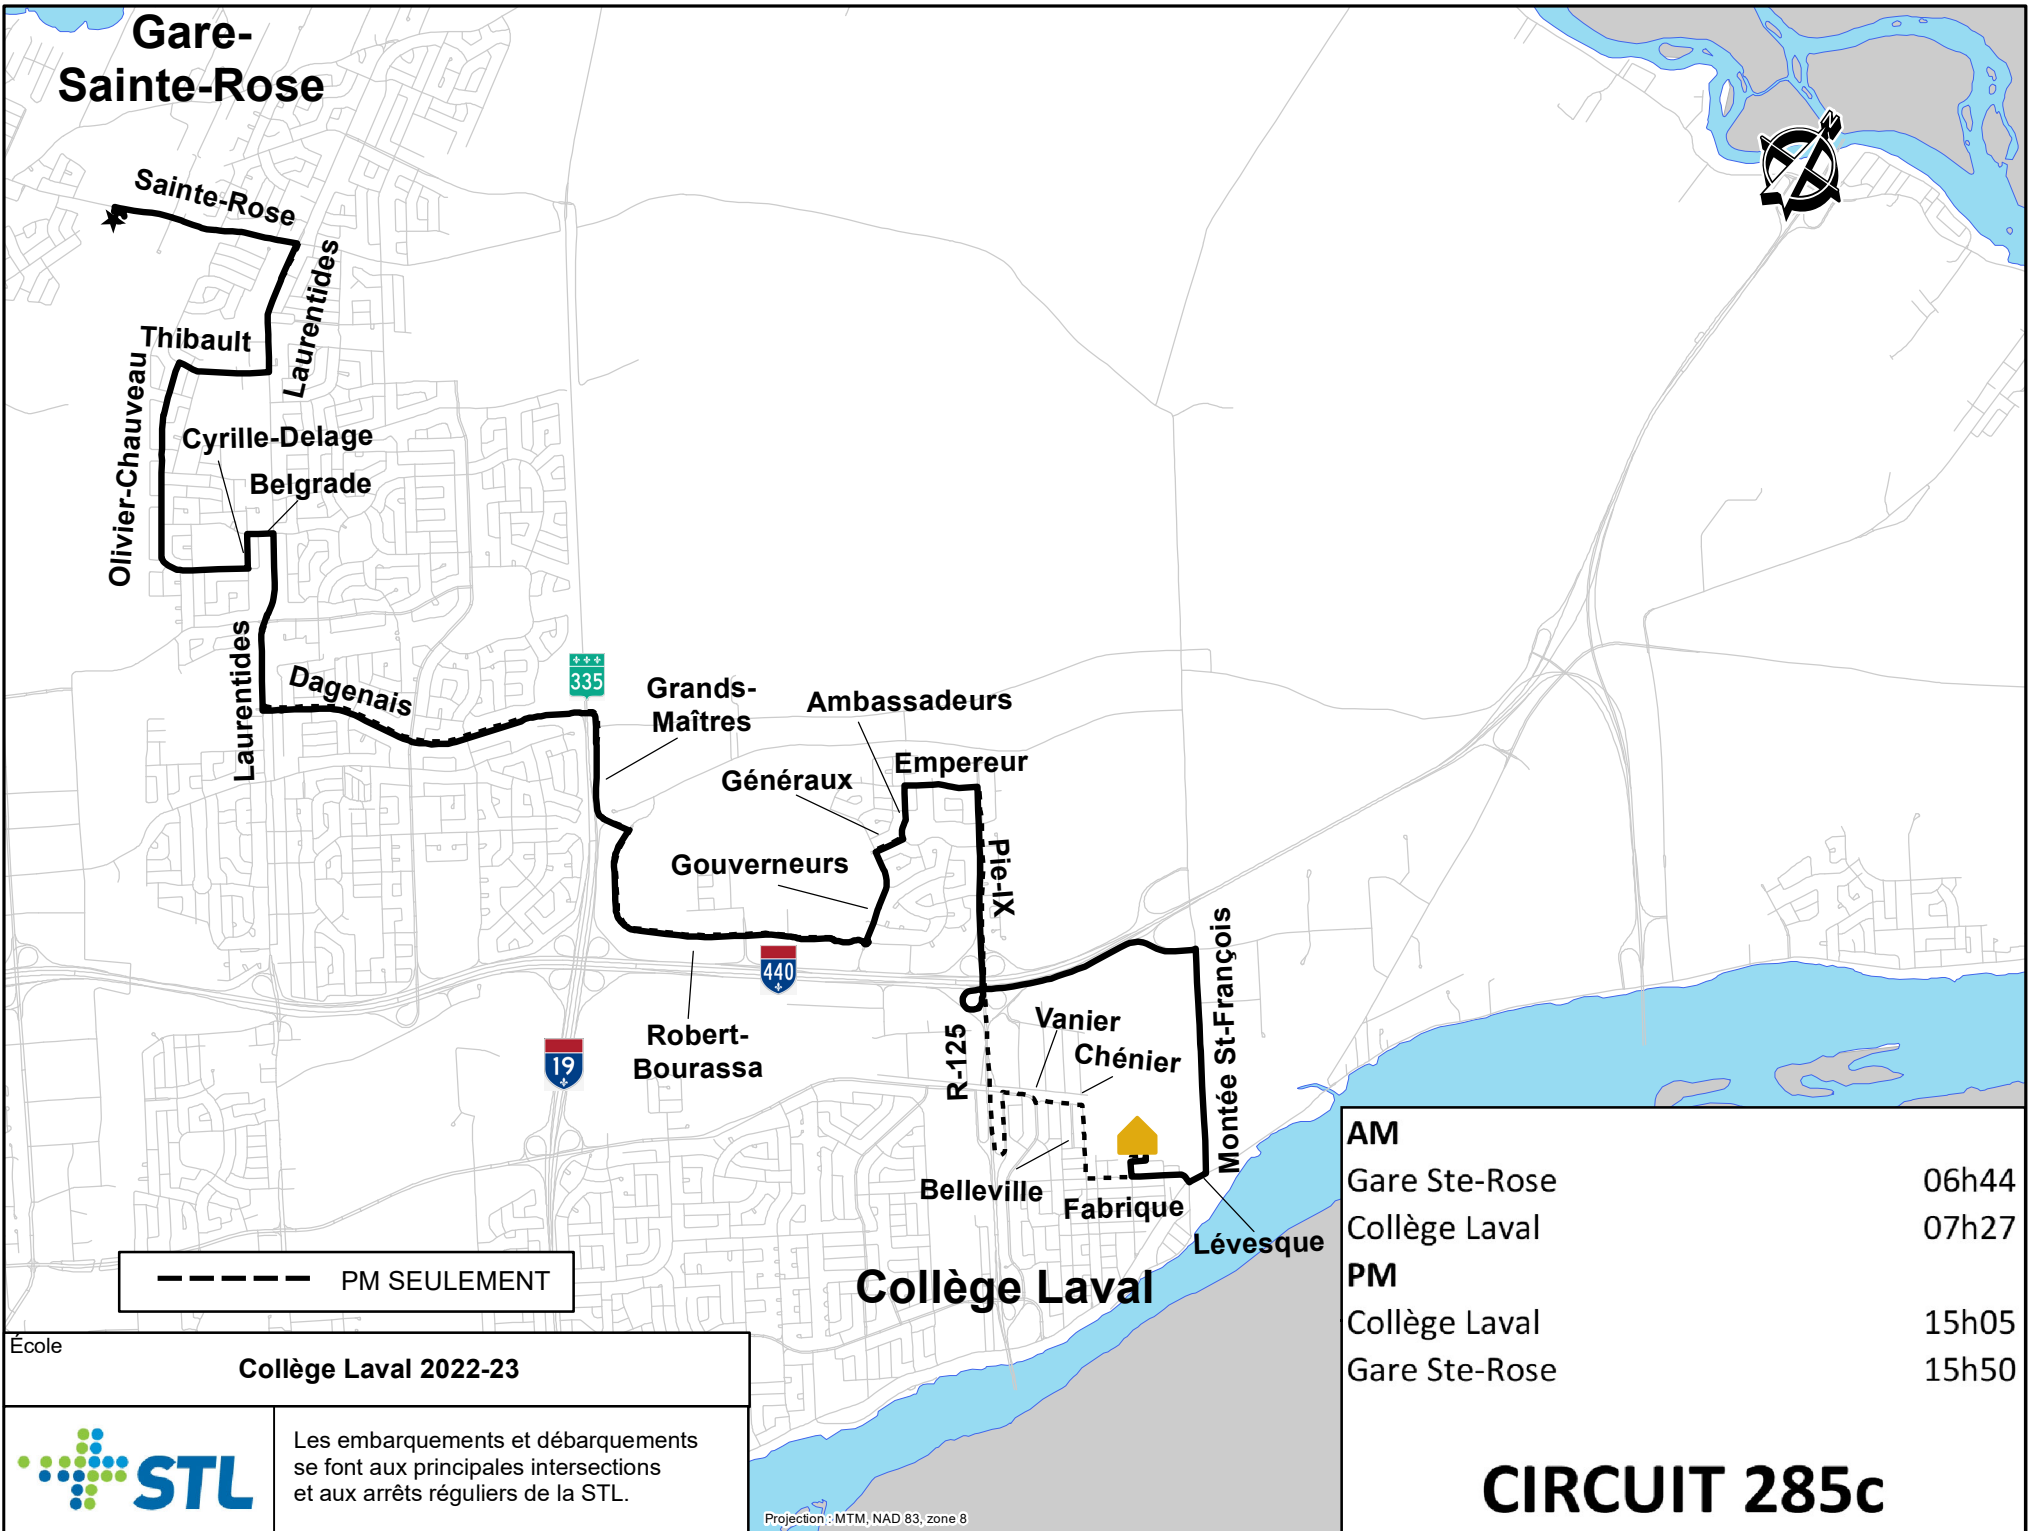 Gare-
Sainte-Rose
Sainte-Rose
Laurentides
Thibault
Olivier-Chauveau
Cyrille-Delage
Belgrade
Laurentides
Dagenais
335
Grands-
Maîtres
Ambassadeurs
Empereur
Généraux
Gouverneurs
Pie-IX
440
Robert-
Bourassa
19
R-125
Vanier
Chénier
Montée St-François
Belleville
Fabrique
Lévesque
Collège Laval
N
PM SEULEMENT
École
Collège Laval 2022-23
STL
Les embarquements et débarquements
se font aux principales intersections
et aux arrêts réguliers de la STL.
Projection : MTM, NAD 83, zone 8
AM
Gare Ste-Rose 06h44
Collège Laval 07h27
PM
Collège Laval 15h05
Gare Ste-Rose 15h50
CIRCUIT 285c